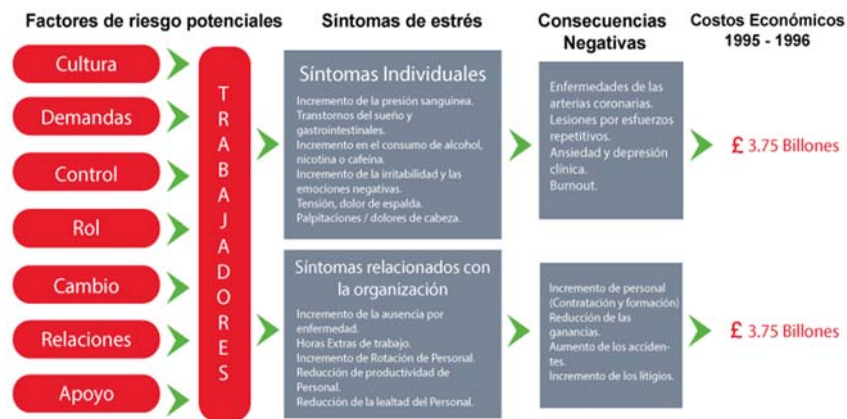 Factores de riesgo potenciales
Cultura
Demandas
Control
Rol
Cambio
Relaciones
Apoyo
TRABAJADORES
Síntomas de estrés
Síntomas Individuales
Incremento de la presión sanguínea.
Transtornos del sueño y
gastrointestinales.
Incremento en el consumo de alcohol,
nicotina o cafeína.
Incremento de la irritabilidad y las
emociones negativas.
Tensión, dolor de espalda.
Palpitaciones / dolores de cabeza.
Síntomas relacionados con
la organización
Incremento de la ausencia por
enfermedad.
Horas Extras de trabajo.
Incremento de Rotación de Personal.
Reducción de productividad de
Personal.
Reducción de la lealtad del Personal.
Consecuencias
Negativas
Enfermedades de las
arterias coronarias.
Lesiones por esfuerzos
repetitivos.
Ansiedad y depresión
clínica.
Burnout.
Incremento de personal
(Contratación y formación)
Reducción de las
ganancias.
Aumento de los acciden-
tes.
Incremento de los litigios.
Costos Económicos
1995 - 1996
£ 3.75 Billones
£ 3.75 Billones